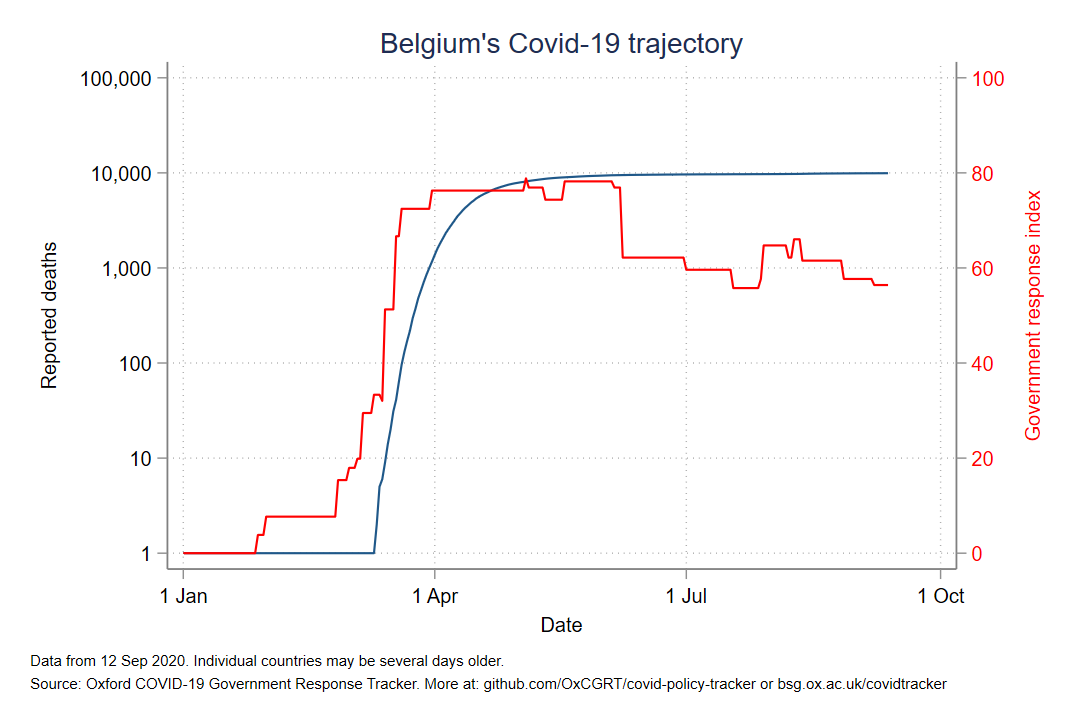 Belgium's Covid-19 trajectory
100,000
10,000
1,000
100
10
1
Reported deaths
100
80
60
40
20
0
Government response index
1 Jan
1 Apr
1 Jul
1 Oct
Date
Data from 12 Sep 2020. Individual countries may be several days older.
Source: Oxford COVID-19 Government Response Tracker. More at: github.com/OxCGRT/covid-policy-tracker or bsg.ox.ac.uk/covidtracker